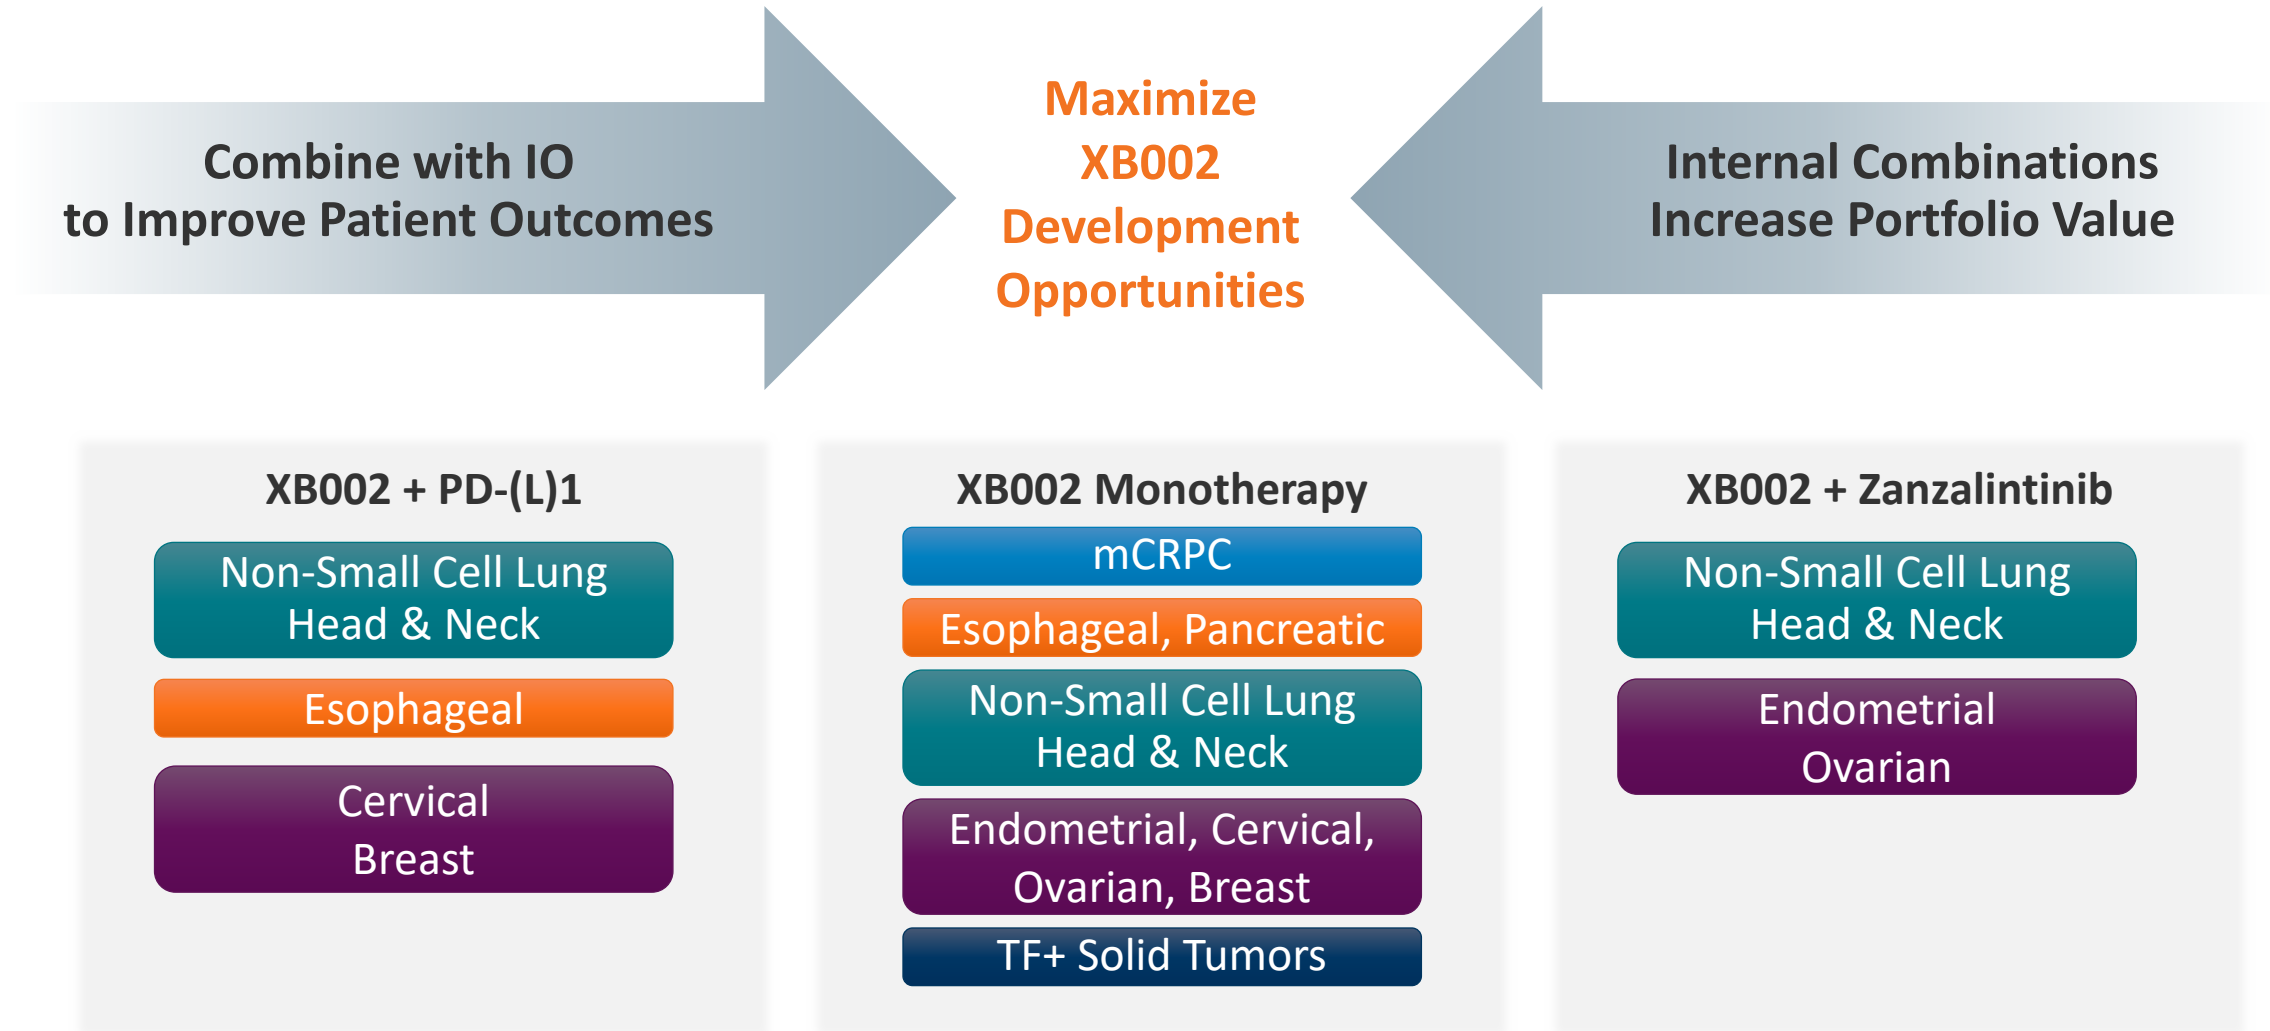 Combine with IO
to Improve Patient Outcomes
Maximize
XB002
Development
Opportunities
Internal Combinations
Increase Portfolio Value
XB002 + PD-(L)1
Non-Small Cell Lung
Head & Neck
Esophageal
Cervical
Breast
XB002 Monotherapy
mCRPC
Esophageal, Pancreatic
Non-Small Cell Lung
Head & Neck
Endometrial, Cervical,
Ovarian, Breast
TF+ Solid Tumors
XB002 + Zanzalintinib
Non-Small Cell Lung
Head & Neck
Endometrial
Ovarian